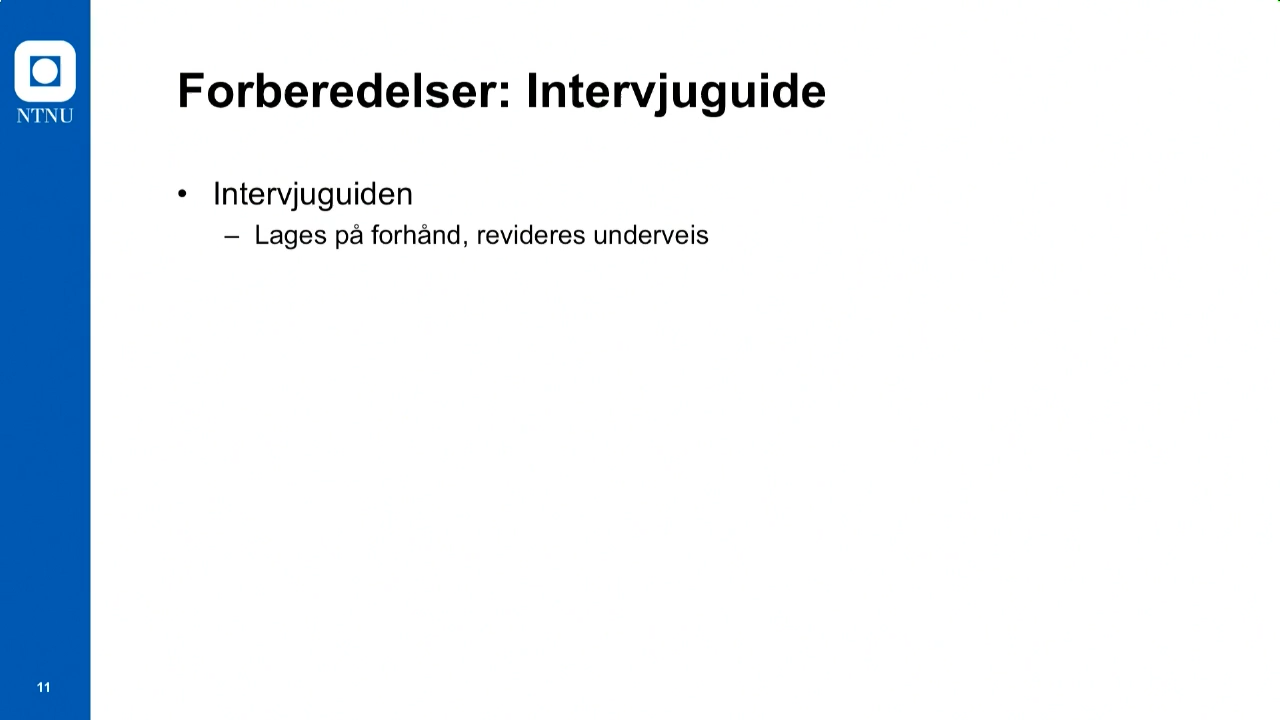 NTNU
Forberedelser: Intervjuguide
• Intervjuguiden
– Lages på forhånd, revideres underveis
11